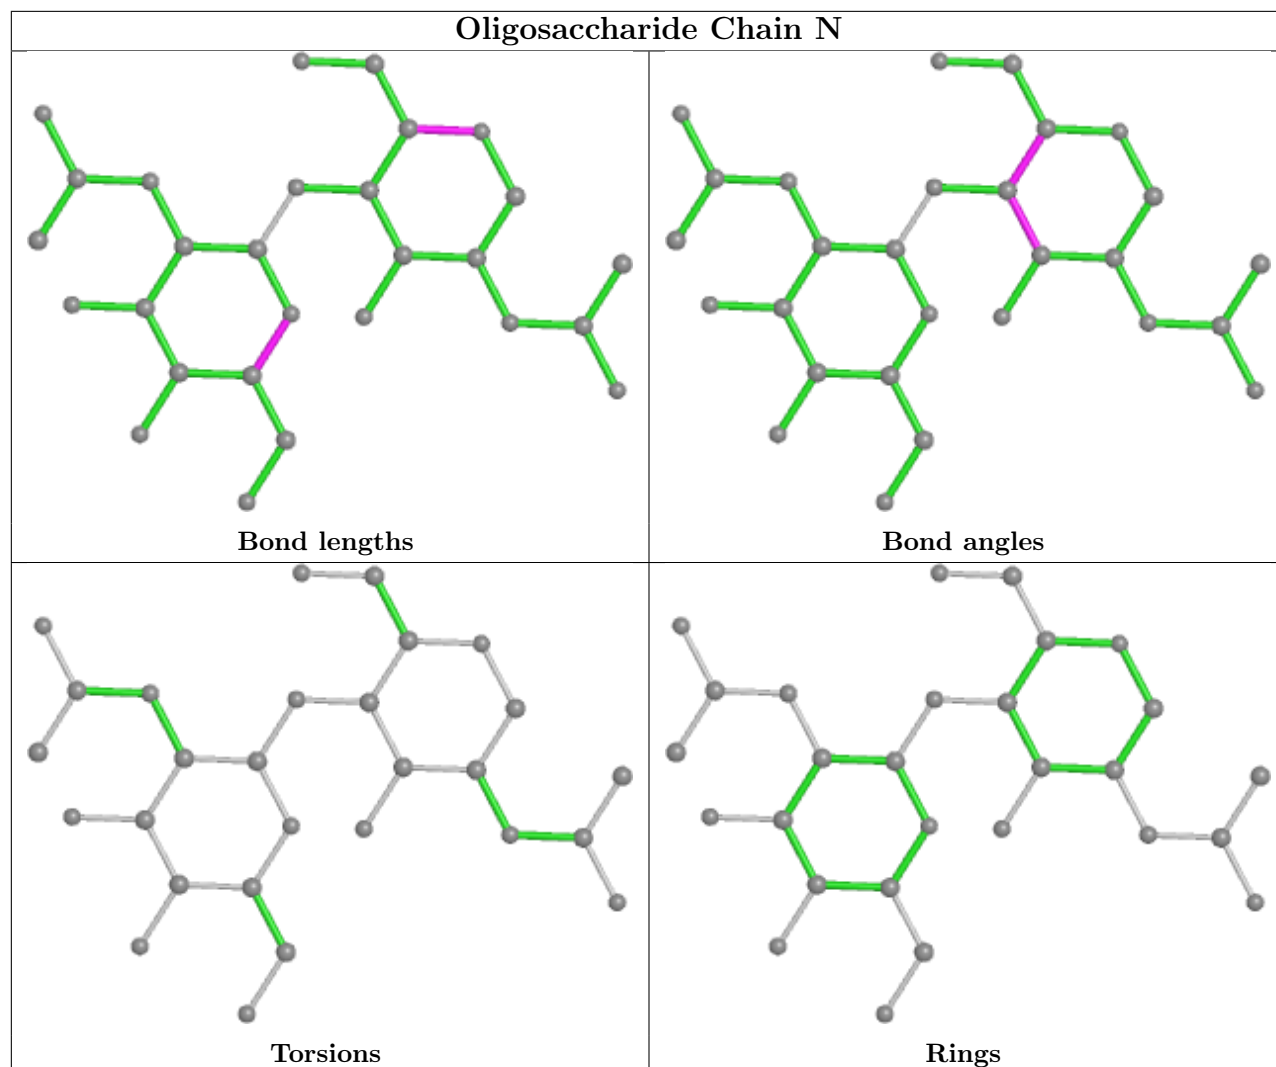 Oligosaccharide Chain N
Bond lengths
Bond angles
Torsions
Rings